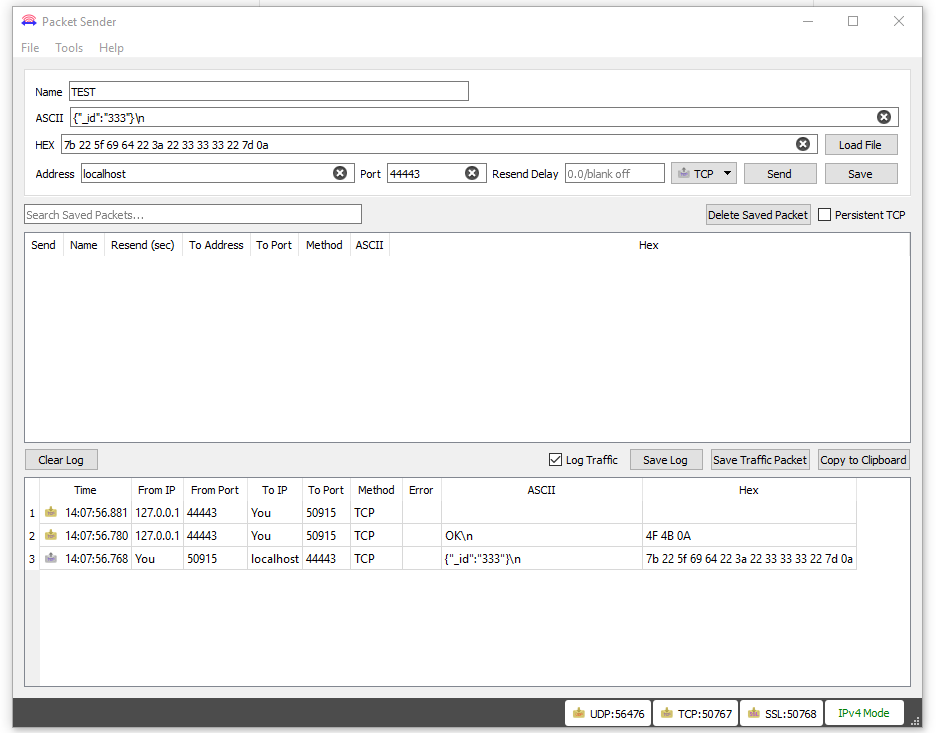 Packet Sender
File Tools Help
Name TEST
ASCII {"_id":"333"}\n
HEX 7b 22 5f 69 64 22 3a 22 33 33 33 22 7d 0a Load File
Address localhost Port 44443 Resend Delay 0.0/blank off TCP Send Save
Search Saved Packets... Delete Saved Packet Persistent TCP
Send Name Resend (sec) To Address To Port Method ASCII Hex
Clear Log Log Traffic Save Log Save Traffic Packet Copy to Clipboard
Time From IP From Port To IP To Port Method Error ASCII Hex
1 14:07:56.881 127.0.0.1 44443 You 50915 TCP
2 14:07:56.780 127.0.0.1 44443 You 50915 TCP OK\n 4F 4B 0A
3 14:07:56.768 You 50915 localhost 44443 TCP {"_id":"333"}\n 7b 22 5f 69 64 22 3a 22 33 33 33 22 7d 0a
UDP:56476 TCP:50767 SSL:50768 IPv4 Mode